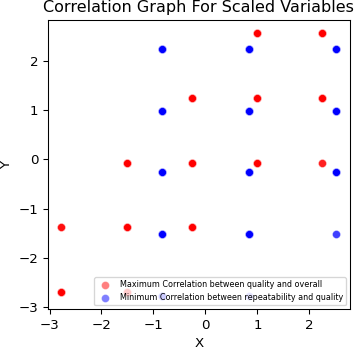 Correlation Graph For Scaled Variables
Y
2
1
0
−1
−2
−3
Maximum Correlation between quality and overall
Minimum Correlation between repeatability and quality
−3 −2 −1 0 1 2
X